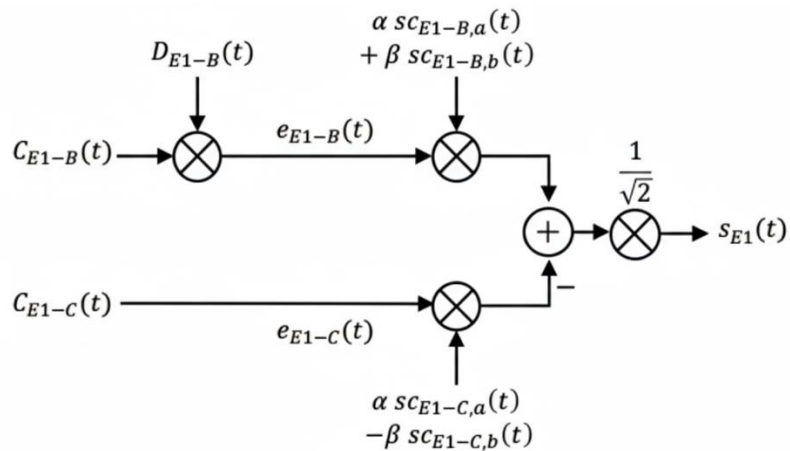 α sc_{E1−B,a}(t)
D_{E1−B}(t)
+ β sc_{E1−B,b}(t)
C_{E1−B}(t)
e_{E1−B}(t)
1
√2
+
s_{E1}(t)
−
C_{E1−C}(t)
e_{E1−C}(t)
α sc_{E1−C,a}(t)
−β sc_{E1−C,b}(t)